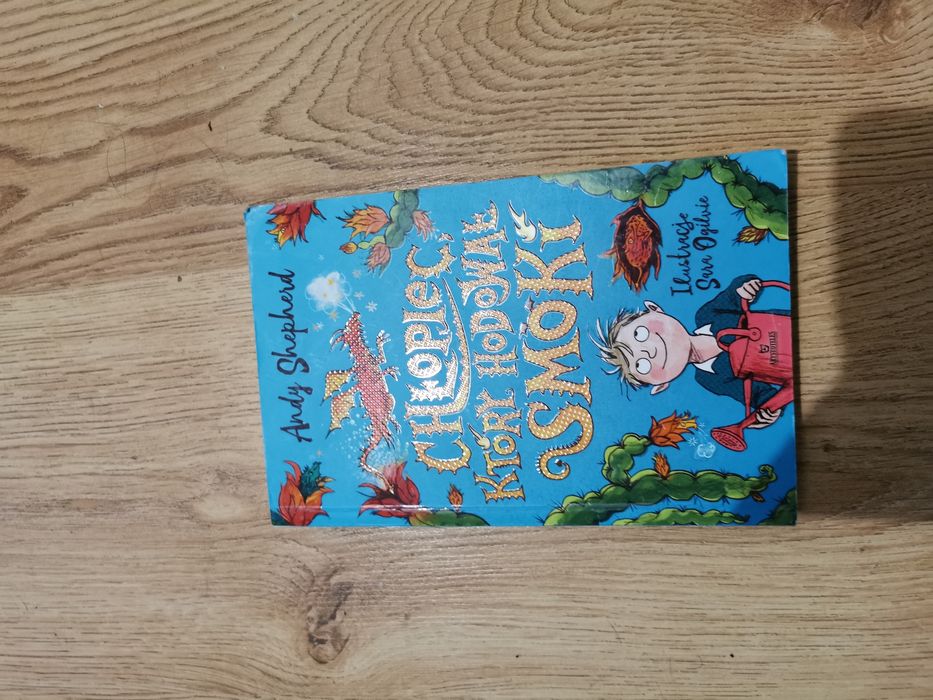 Andy Shepherd
CHŁOPIEC,
KTÓRY HODOWAŁ
SMOKI
Ilustracje
Sara Ogilvie